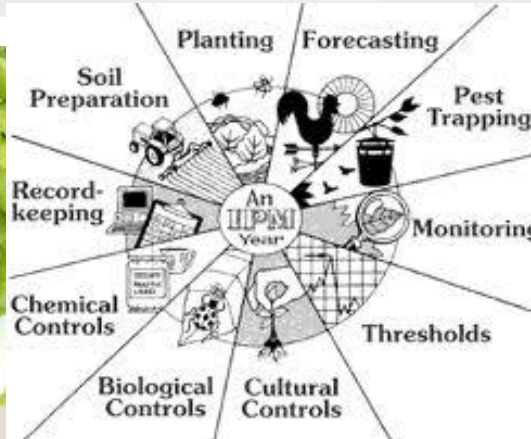 Planting
Forecasting
Soil
Preparation
Pest
Trapping
Record-
keeping
An
IPM
Year
Monitoring
Chemical
Controls
Thresholds
Biological
Controls
Cultural
Controls